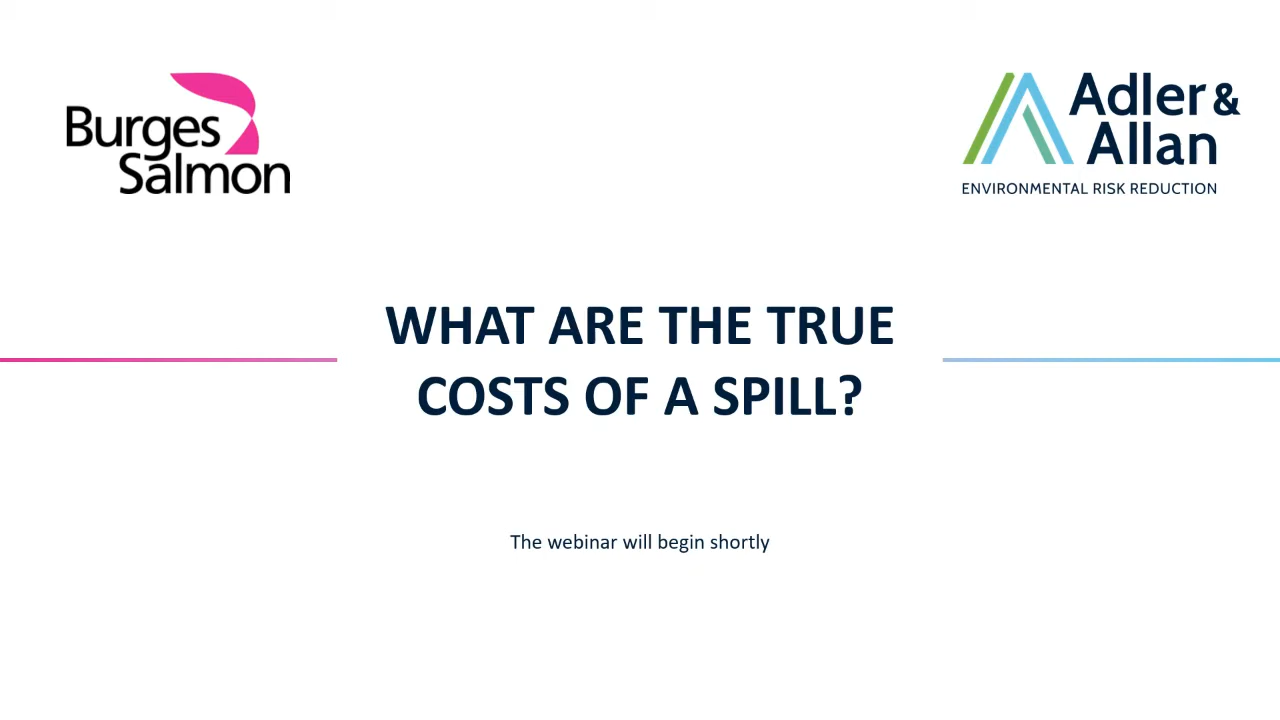 Burges
Salmon
Adler &
Allan
ENVIRONMENTAL RISK REDUCTION
WHAT ARE THE TRUE
COSTS OF A SPILL?
The webinar will begin shortly